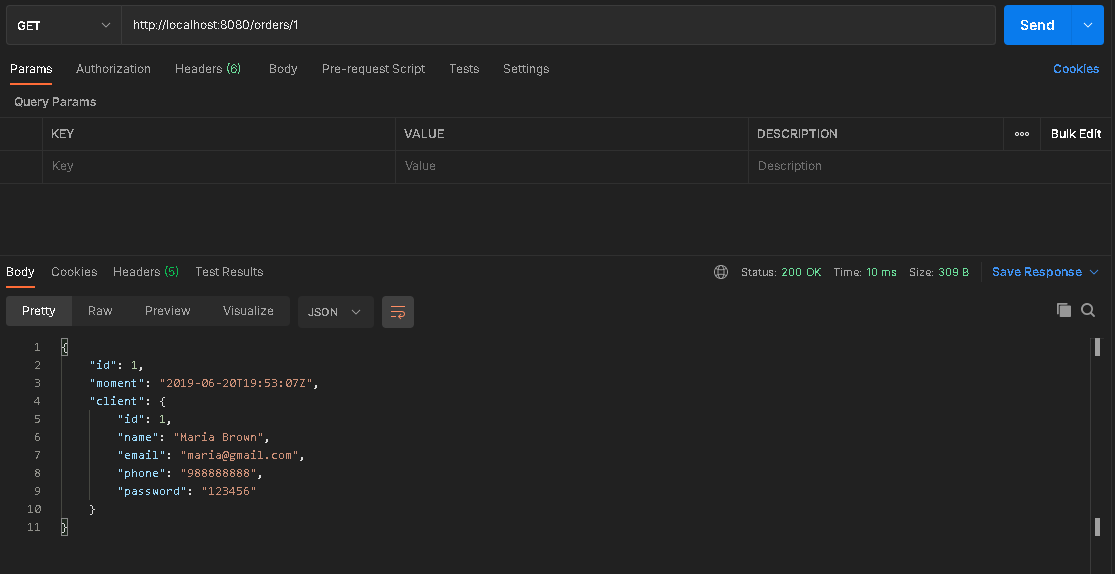 GET http://localhost:8080/orders/1 Send
Params Authorization Headers (6) Body Pre-request Script Tests Settings Cookies
Query Params
KEY VALUE DESCRIPTION ooo Bulk Edit
Key Value Description
Body Cookies Headers (5) Test Results Status: 200 OK Time: 10 ms Size: 309 B Save Response
Pretty Raw Preview Visualize JSON
1 {
2 "id": 1,
3 "moment": "2019-06-20T19:53:07Z",
4 "client": {
5 "id": 1,
6 "name": "Maria Brown",
7 "email": "maria@gmail.com",
8 "phone": "988888888",
9 "password": "123456"
10 }
11 }